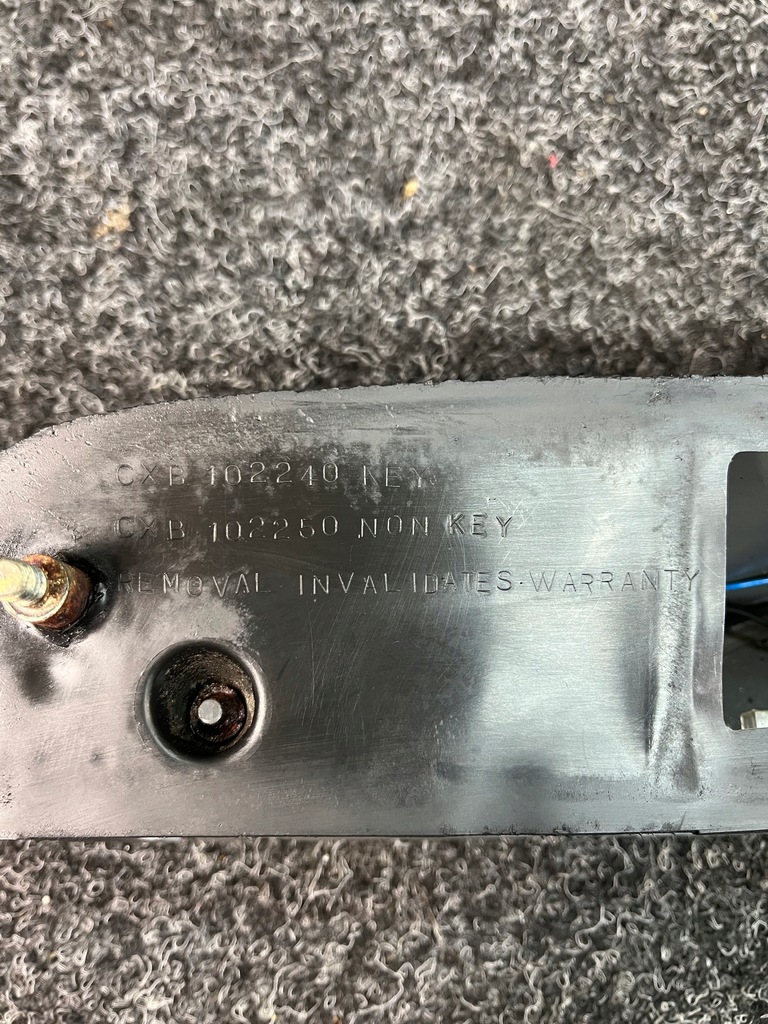 CXB 102240 KEY
CXB 102250 NON KEY
REMOVAL INVALIDATES-WARRANTY